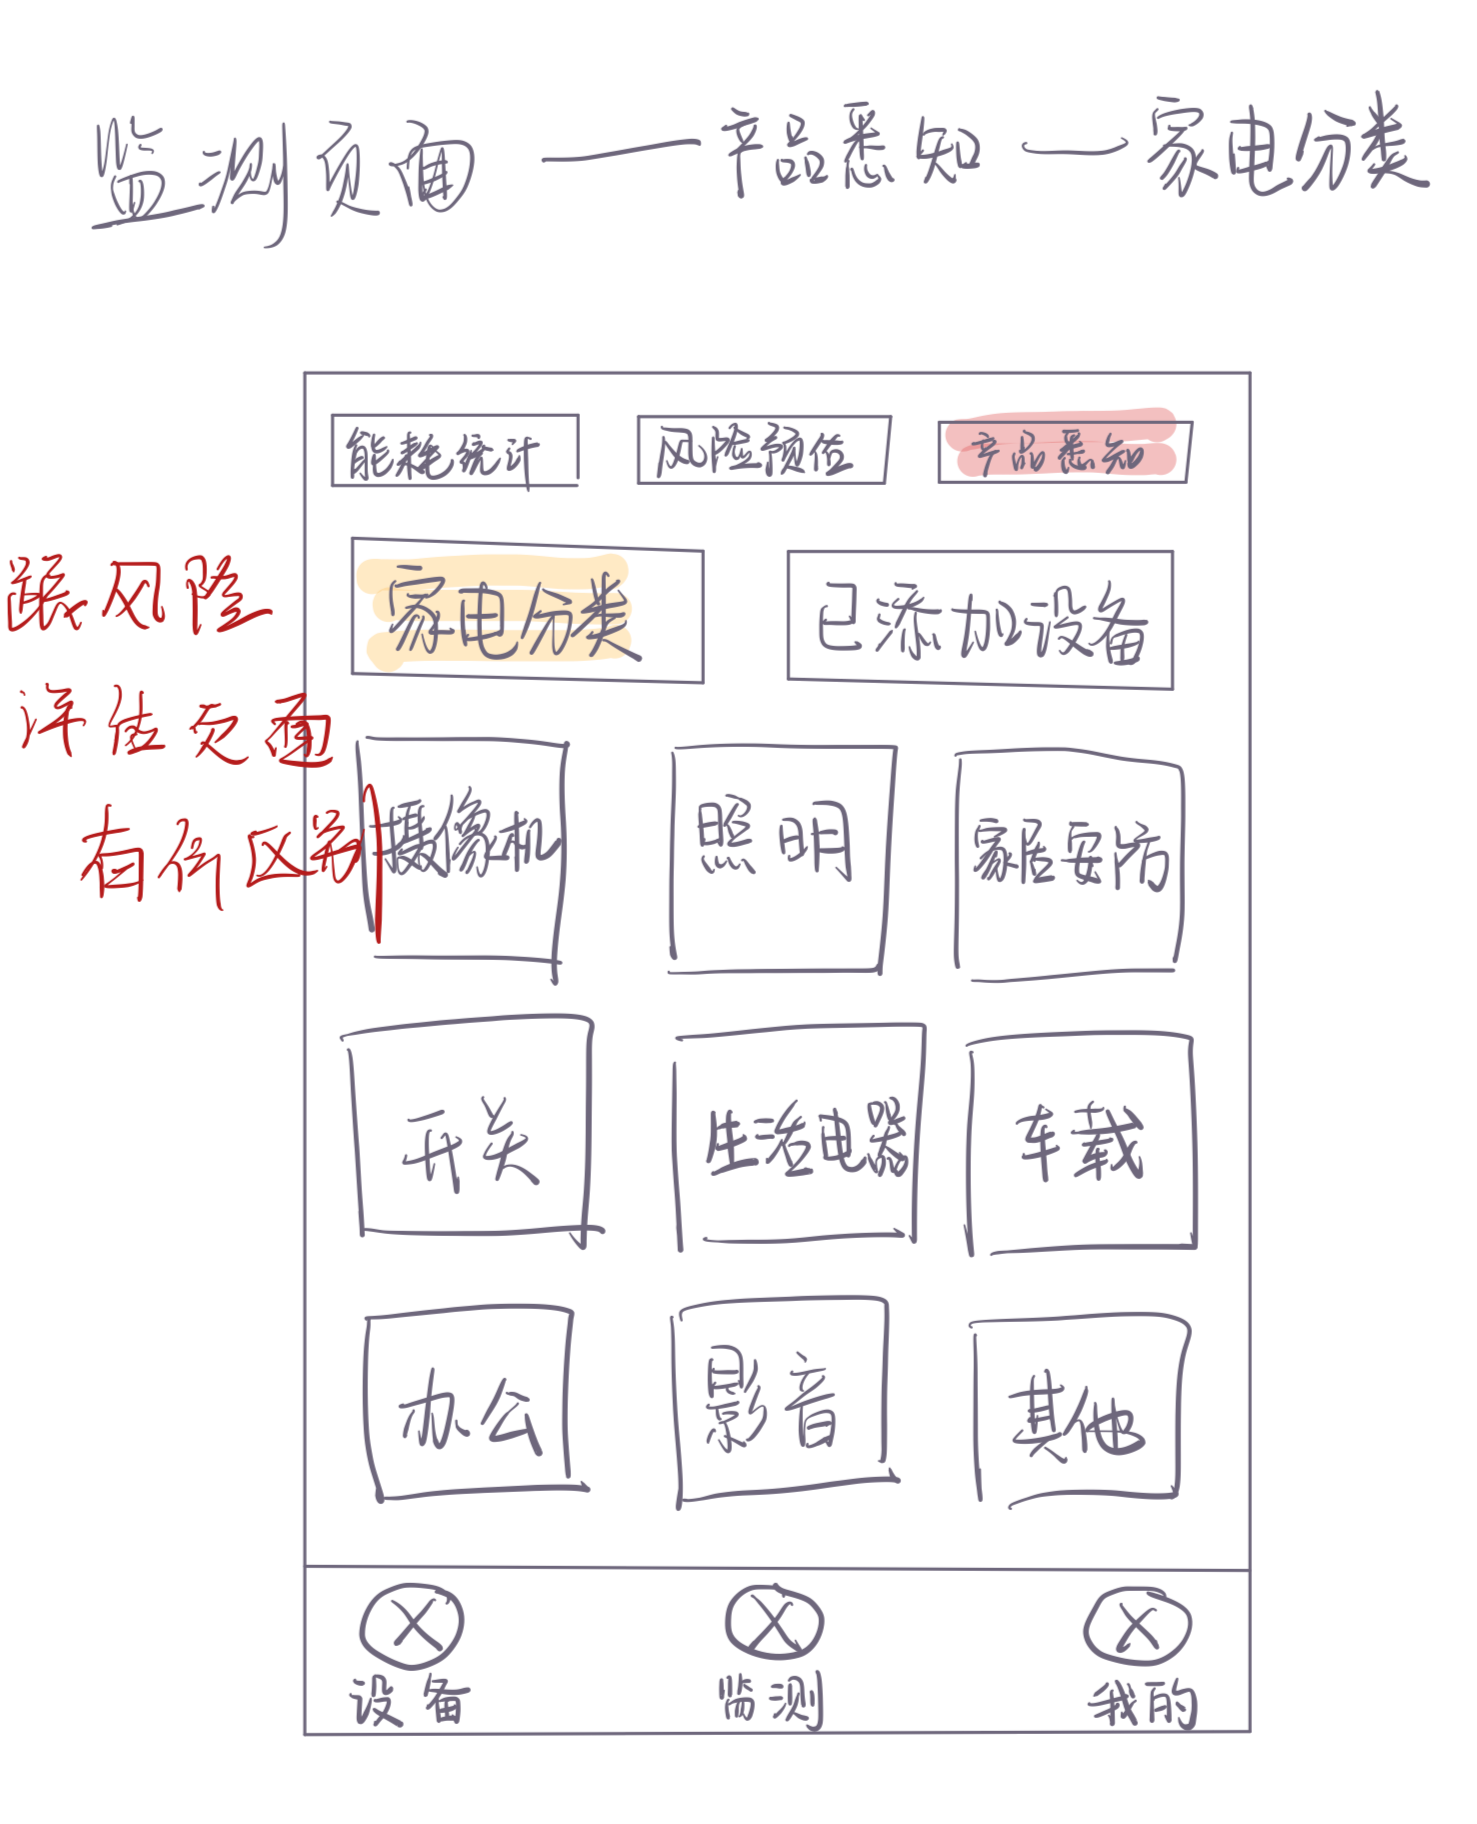 监测页面 —— 产品悉知 — 家电分类
能耗统计 风险预估 产品悉知
家电分类 已添加设备
跟风险
评估页面
有何区别
摄像机 照明 家居安防
开关 生活电器 车载
办公 影音 其他
设备 监测 我的